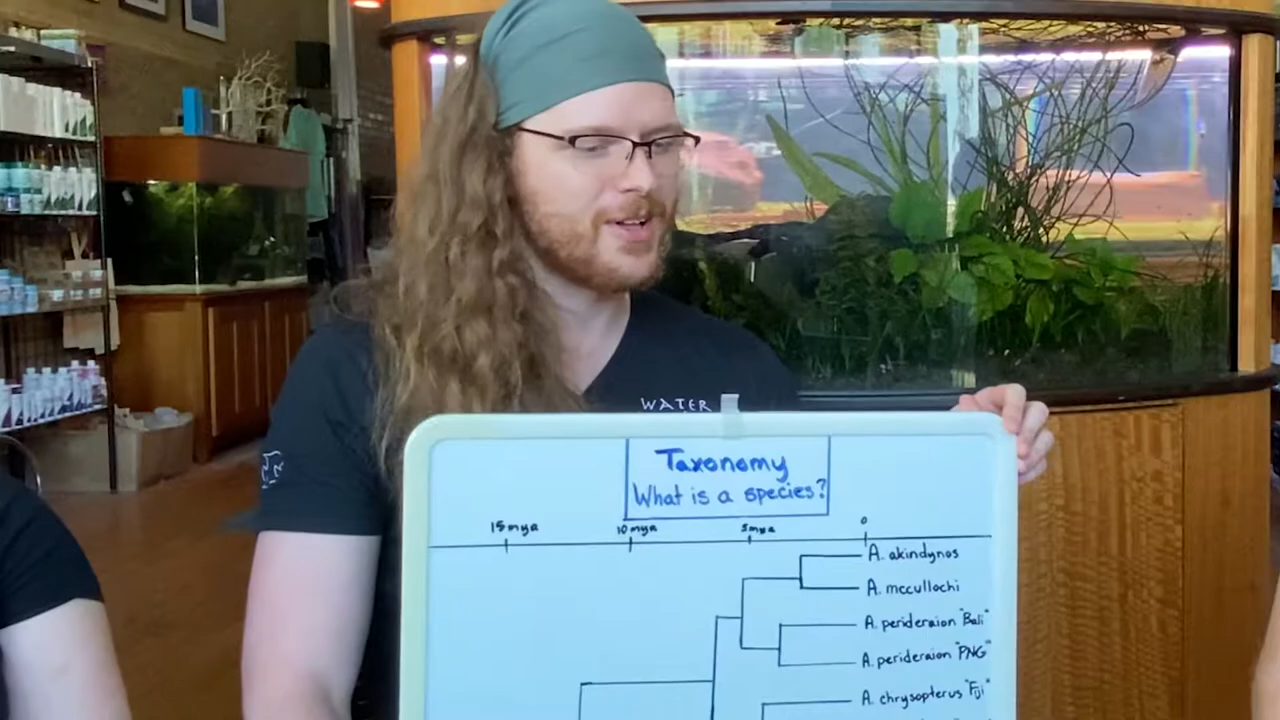 WATER
Taxonomy
What is a species?
15mya 10mya 5mya 0
A. akindynos
A. mccullochi
A. perideraion "Bali"
A. perideraion "PNG"
A. chrysopterus "Fiji"